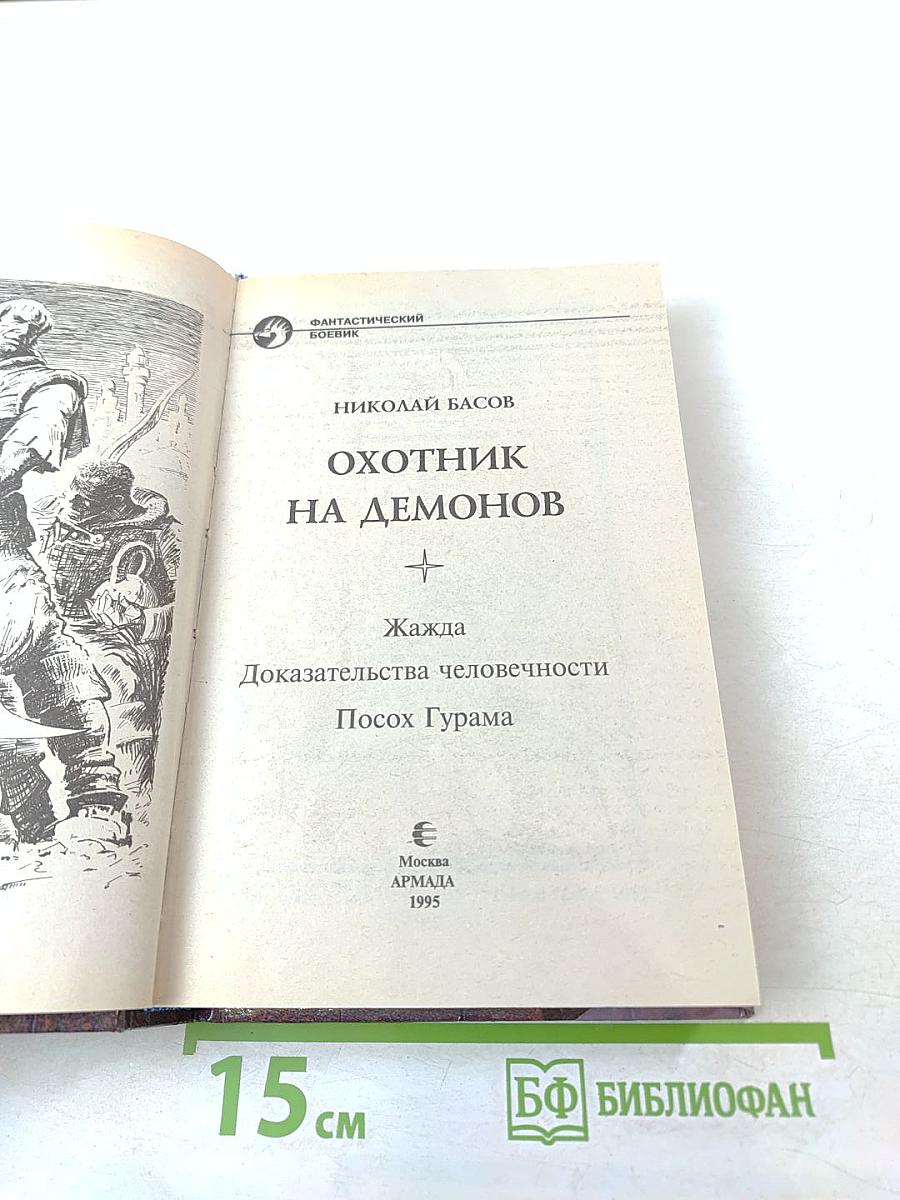 ФАНТАСТИЧЕСКИЙ
БОЕВИК
НИКОЛАЙ БАСОВ
ОХОТНИК
НА ДЕМОНОВ
Жажда
Доказательства человечности
Посох Гурама
Москва
АРМАДА
1995
15 см
БФ БИБЛИОФАН